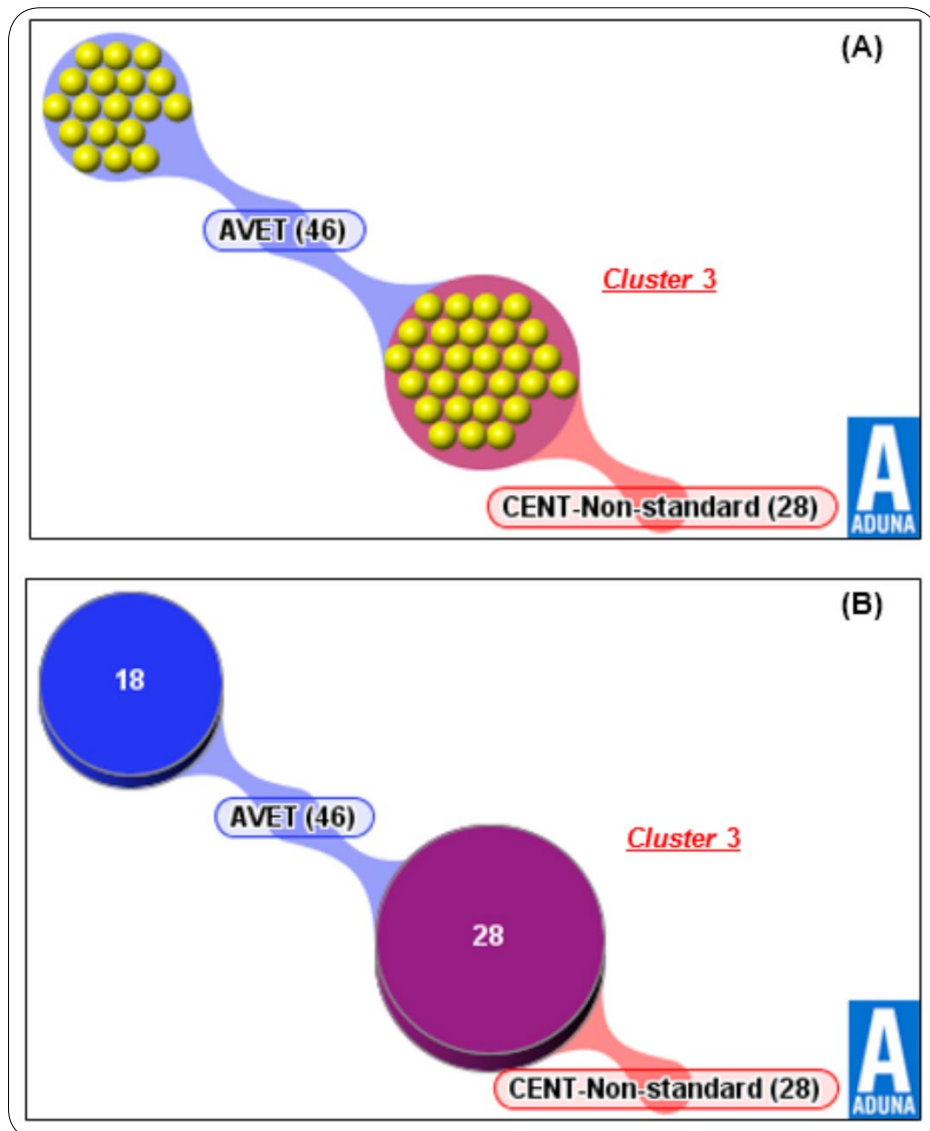 (A)
AVET (46)
Cluster 3
CENT-Non-standard (28)
A
ADUNA
(B)
18
AVET (46)
Cluster 3
28
CENT-Non-standard (28)
A
ADUNA